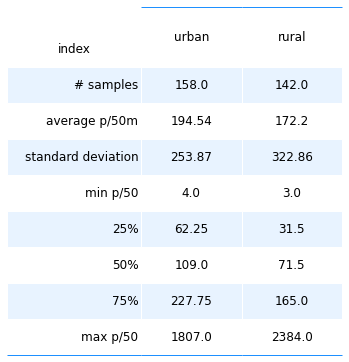 urban rural
index
# samples 158.0 142.0
average p/50m 194.54 172.2
standard deviation 253.87 322.86
min p/50 4.0 3.0
25% 62.25 31.5
50% 109.0 71.5
75% 227.75 165.0
max p/50 1807.0 2384.0